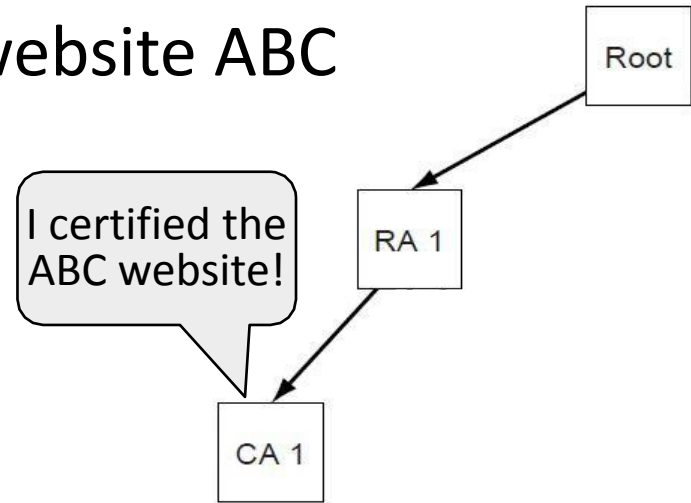 website ABC
Root
RA 1
I certified the
ABC website!
CA 1